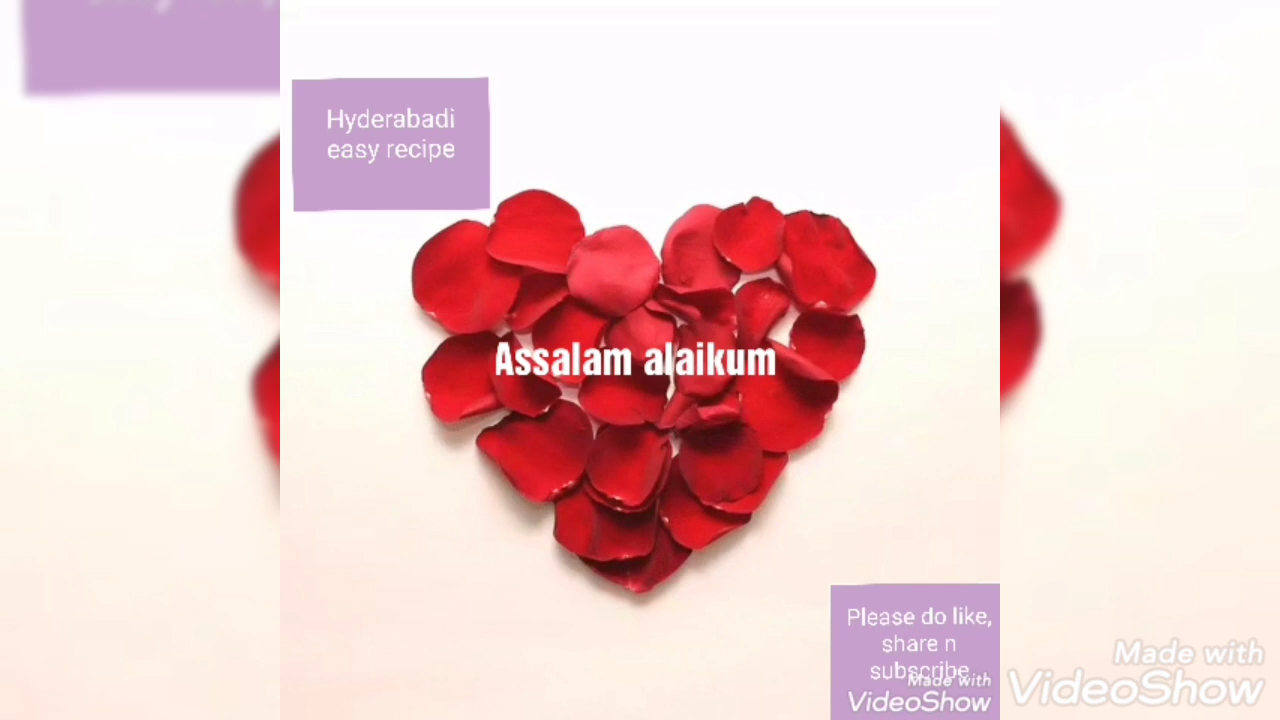 Hyderabadi
easy recipe
Assalam alaikum
Please do like,
share n
subscribe
Made with
VideoShow
Made with
VideoShow